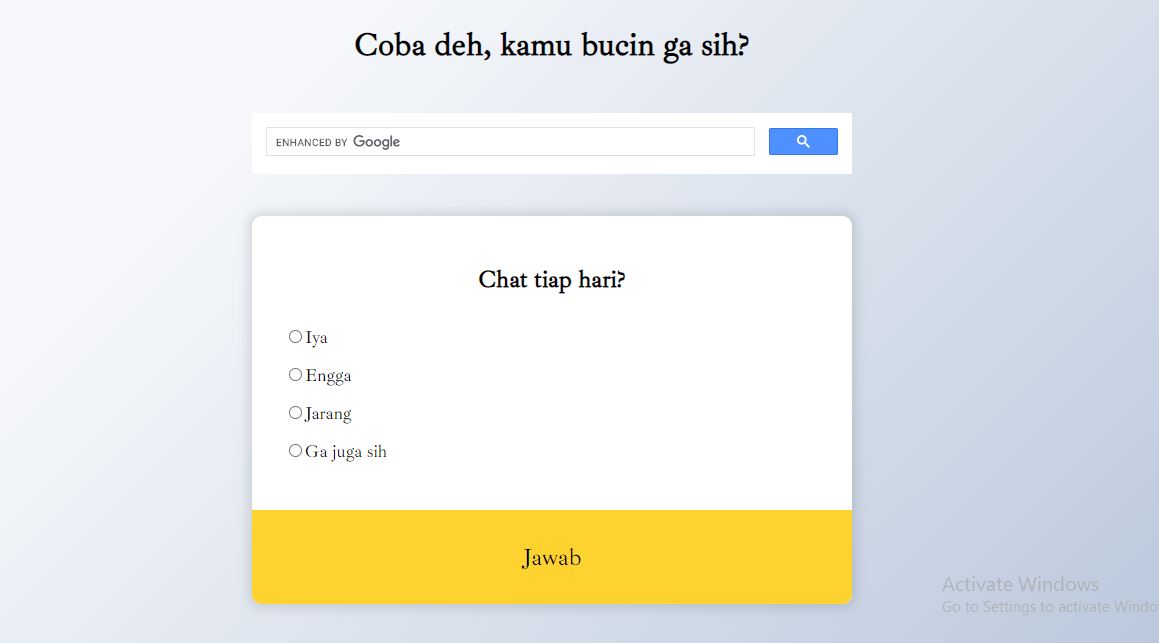 Coba deh, kamu bucin ga sih?
ENHANCED BY Google
Chat tiap hari?
Iya
Engga
Jarang
Ga juga sih
Jawab
Activate Windows
Go to Settings to activate Windo